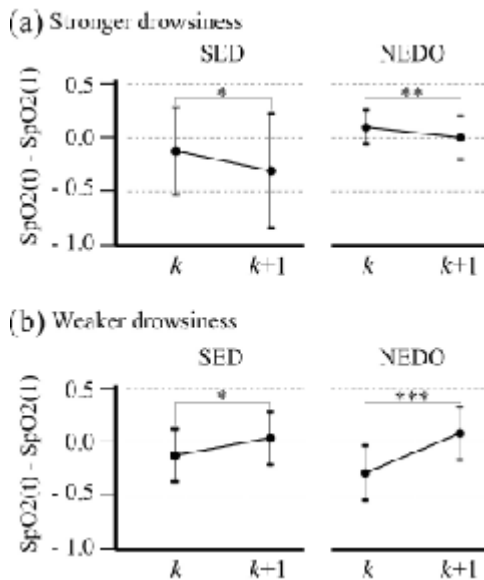 (a) Stronger drowsiness
SED NEDO
SpO2(t) - SpO2(1)
0.5
0.0
- 0.5
- 1.0
* **
k k+1 k k+1
(b) Weaker drowsiness
SED NEDO
SpO2(t) - SpO2(1)
0.5
0.0
- 0.5
- 1.0
* ***
k k+1 k k+1